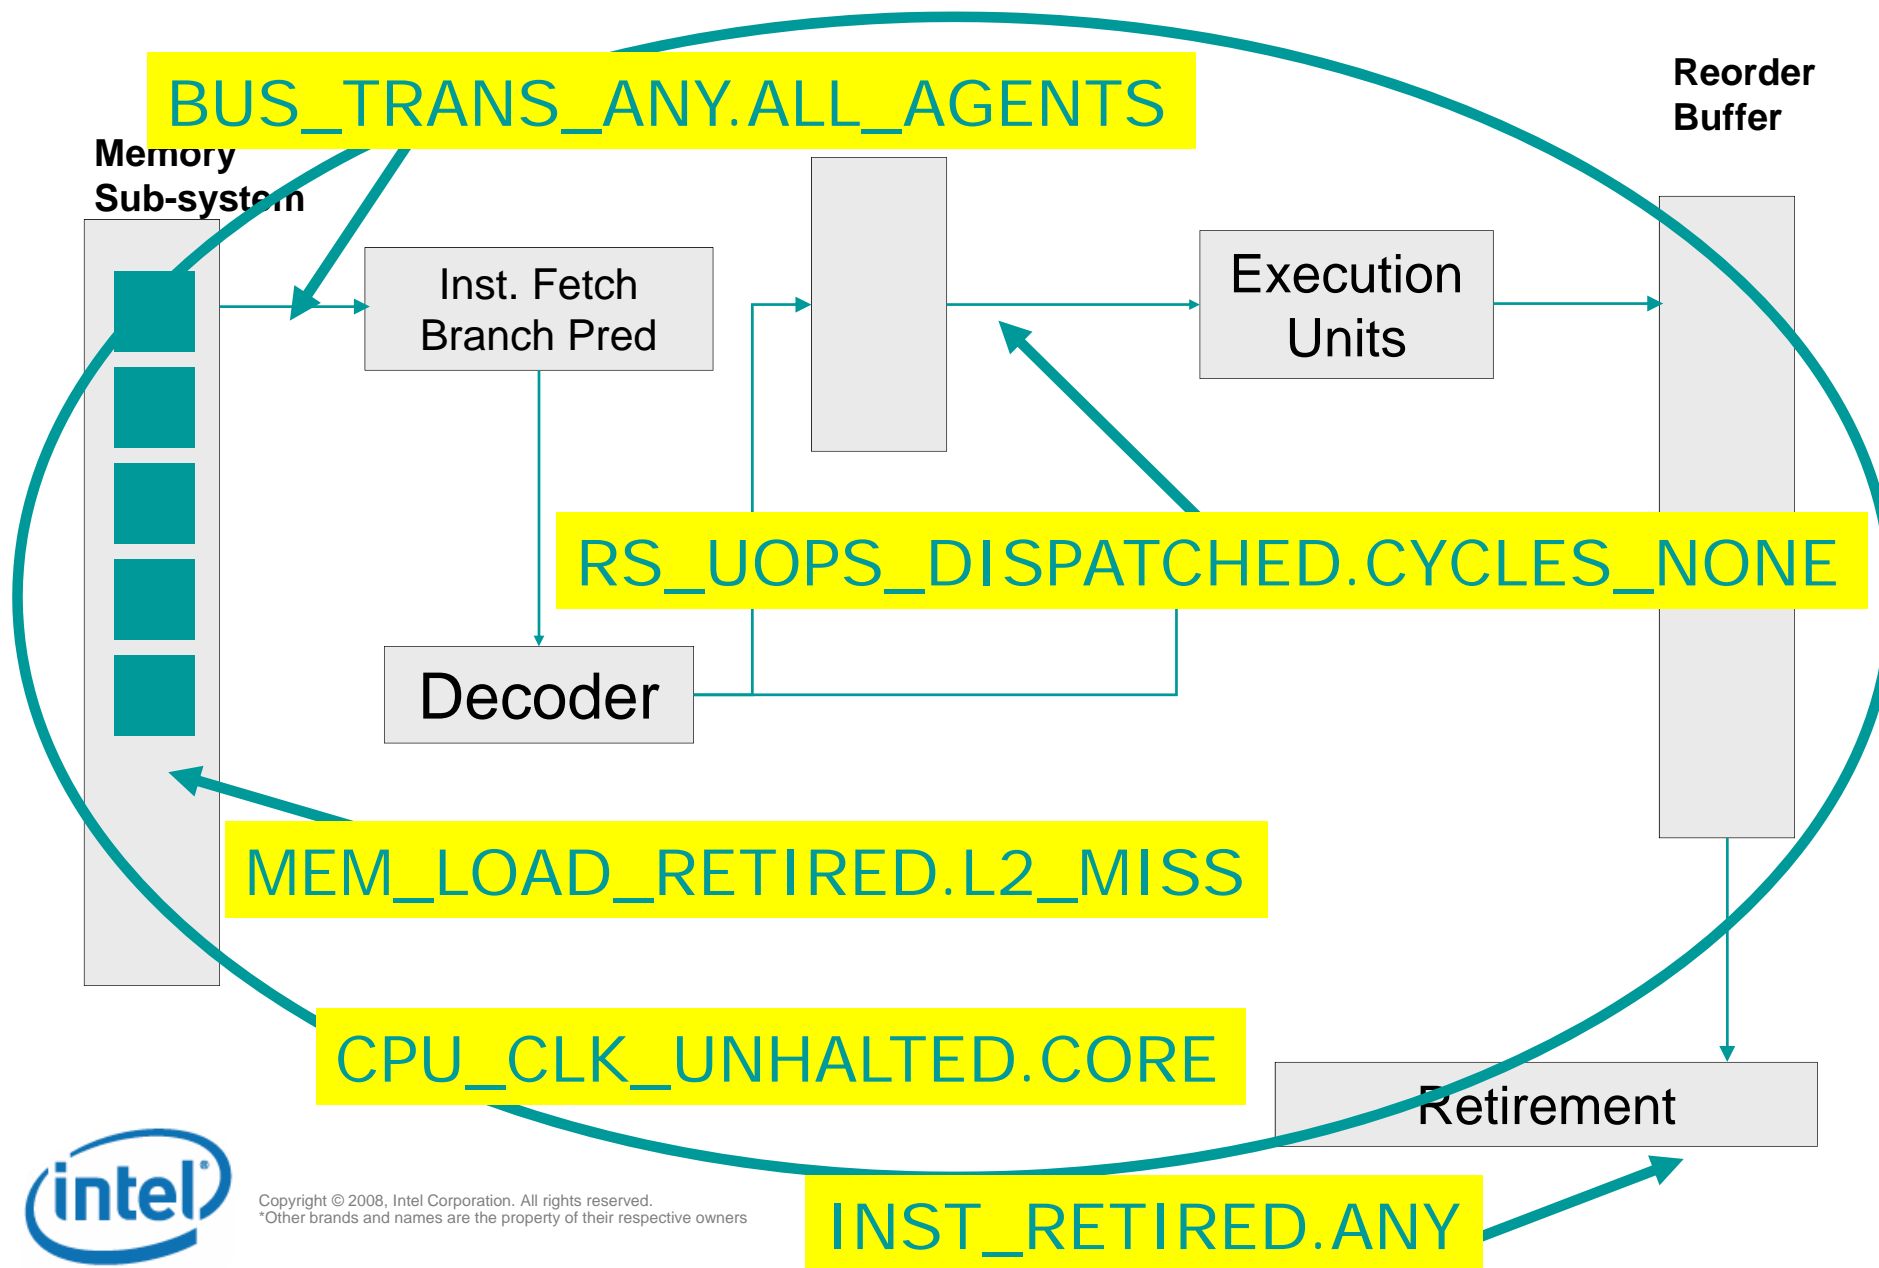 BUS_TRANS_ANY.ALL_AGENTS
Reorder
Buffer
Memory
Sub-system
Inst. Fetch
Branch Pred
Execution
Units
RS_UOPS_DISPATCHED.CYCLES_NONE
Decoder
MEM_LOAD_RETIRED.L2_MISS
CPU_CLK_UNHALTED.CORE
Retirement
intel®
Copyright © 2008, Intel Corporation. All rights reserved.
*Other brands and names are the property of their respective owners
INST_RETIRED.ANY